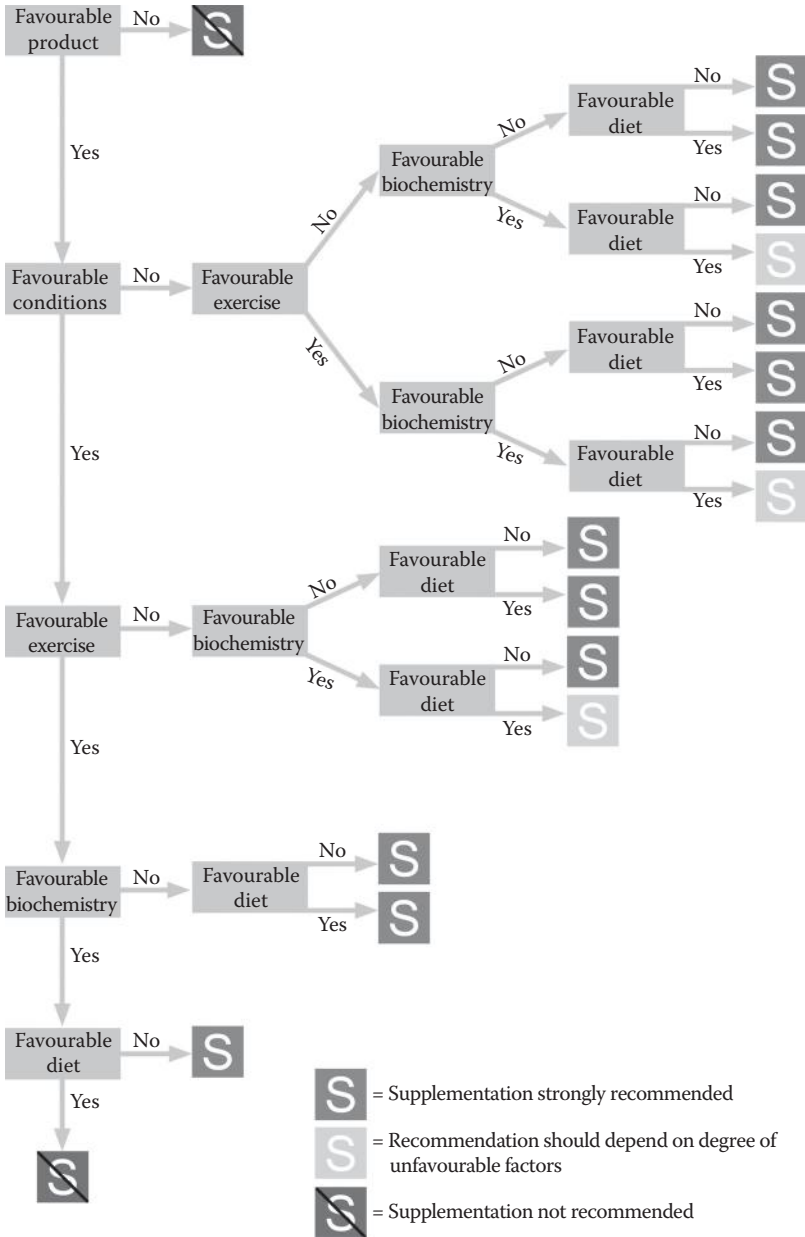 Favourable
product
No
S
Yes
Favourable
conditions
No
Favourable
exercise
No
Favourable
biochemistry
No
Favourable
diet
No
S
Yes
S
Yes
Favourable
diet
No
S
Yes
S
Yes
Favourable
biochemistry
No
Favourable
diet
No
S
Yes
S
Yes
Favourable
diet
No
S
Yes
S
Yes
Favourable
exercise
No
Favourable
biochemistry
No
Favourable
diet
No
S
Yes
S
Yes
Favourable
diet
No
S
Yes
S
Yes
Favourable
biochemistry
No
Favourable
diet
No
S
Yes
S
Yes
Favourable
diet
No
S
Yes
S
S = Supplementation strongly recommended
S = Recommendation should depend on degree of
unfavourable factors
S = Supplementation not recommended